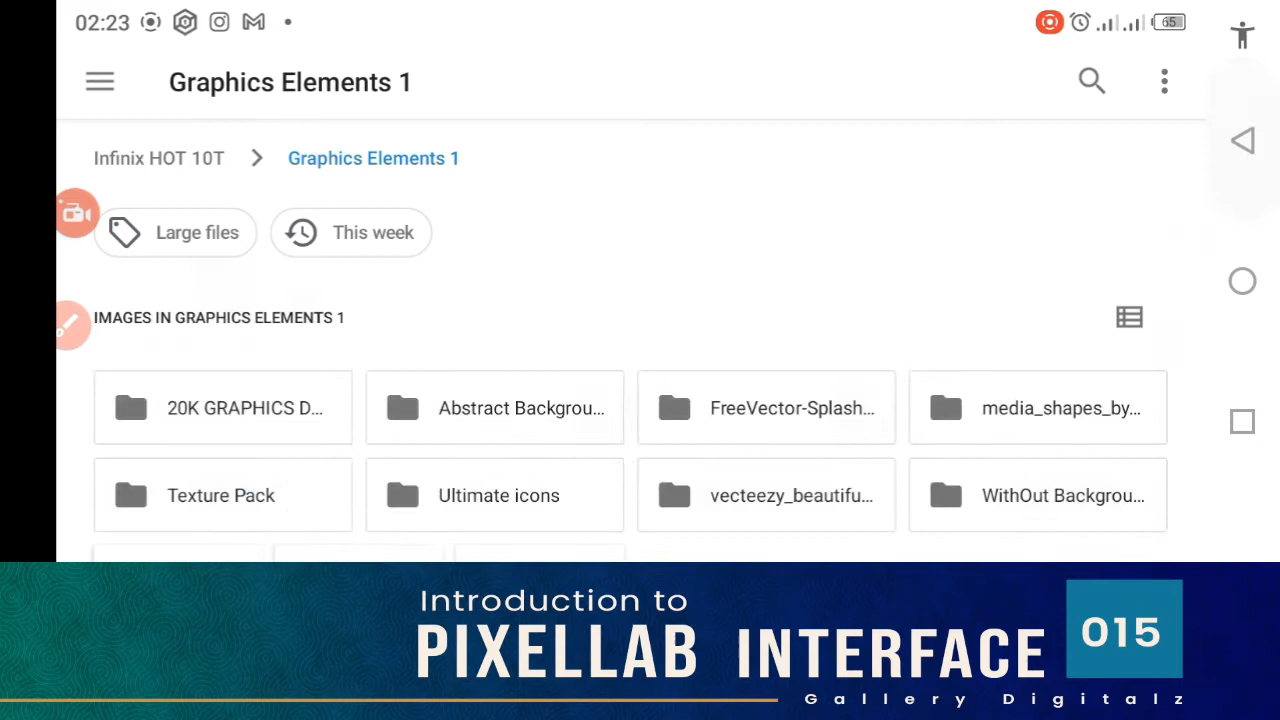 02:23 65
Graphics Elements 1
Infinix HOT 10T Graphics Elements 1
Large files This week
IMAGES IN GRAPHICS ELEMENTS 1
20K GRAPHICS D... Abstract Backgrou... FreeVector-Splash... media_shapes_by...
Texture Pack Ultimate icons vecteezy_beautifu... WithOut Backgrou...
Introduction to
PIXELLAB INTERFACE 015
Gallery Digitalz